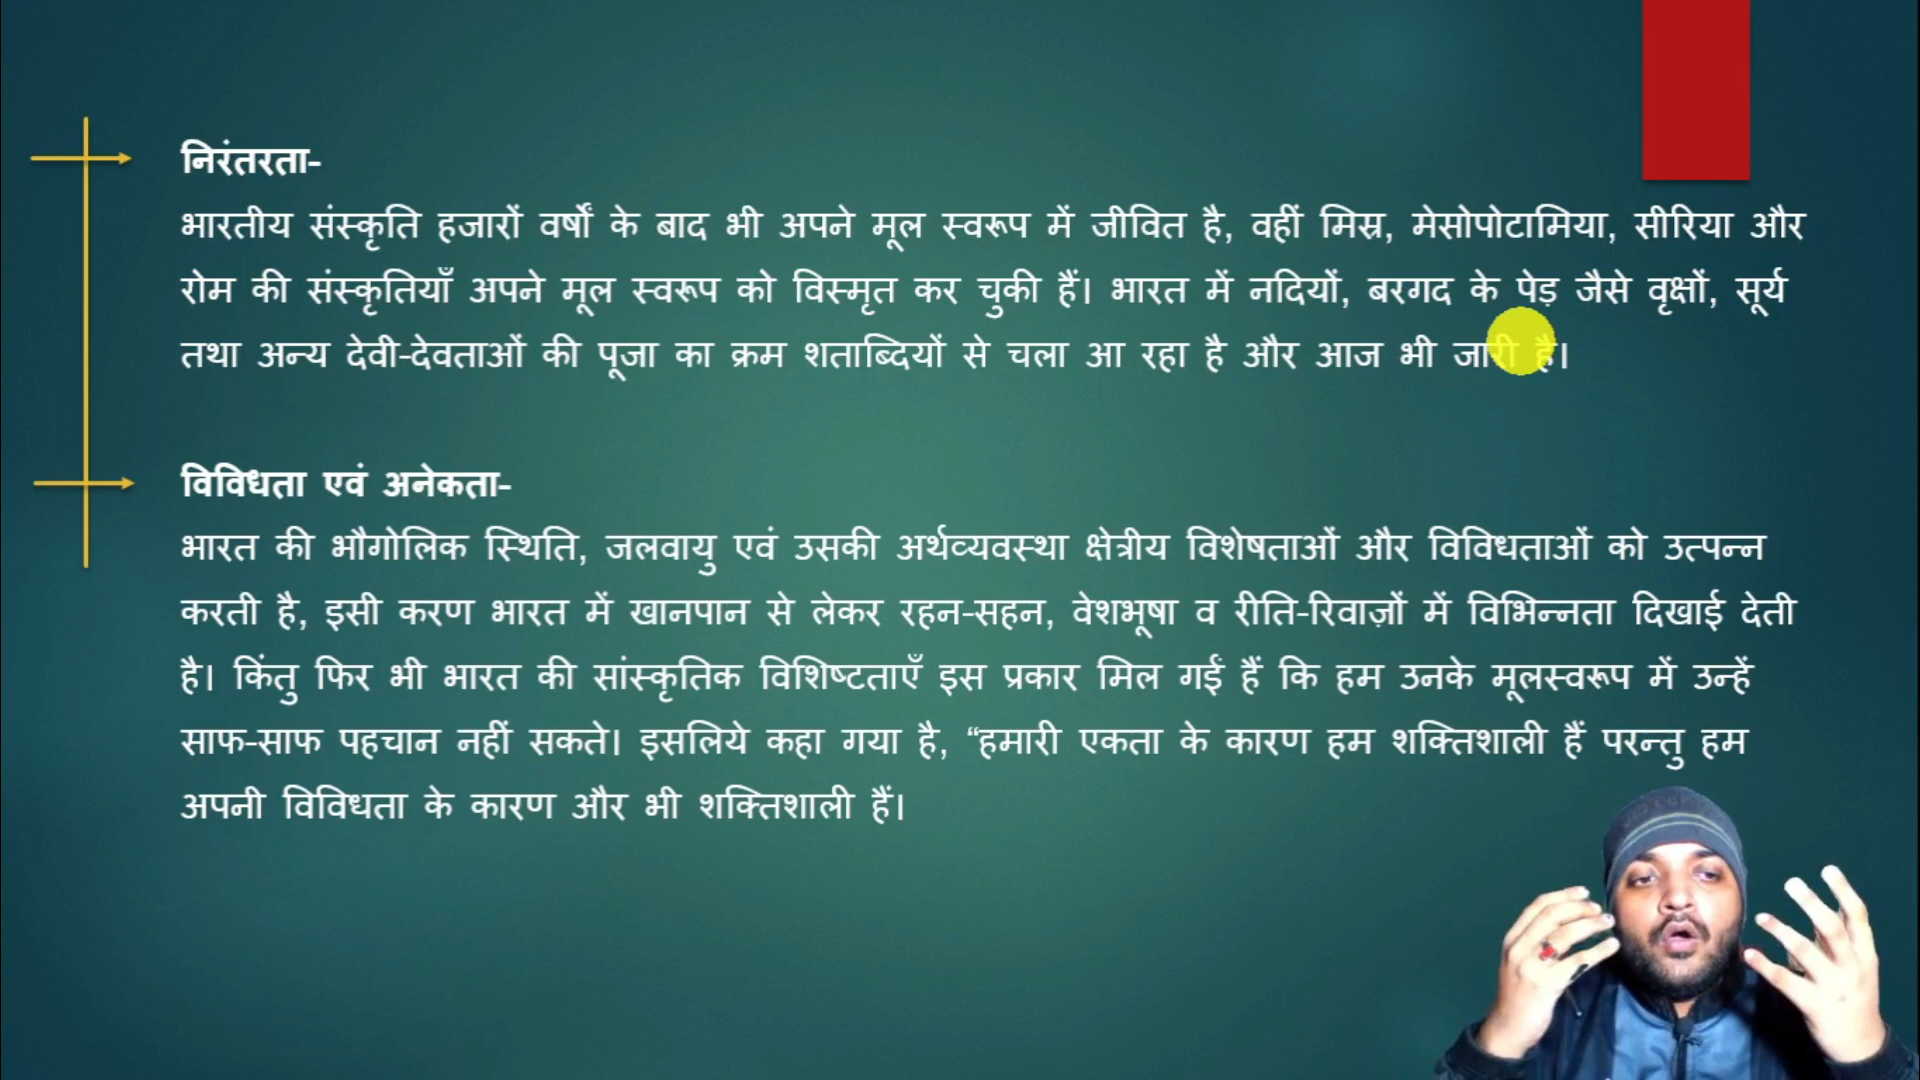 निरंतरता-
भारतीय संस्कृति हजारों वर्षों के बाद भी अपने मूल स्वरूप में जीवित है, वहीं मिस्र, मेसोपोटामिया, सीरिया और
रोम की संस्कृतियाँ अपने मूल स्वरूप को विस्मृत कर चुकी हैं। भारत में नदियों, बरगद के पेड़ जैसे वृक्षों, सूर्य
तथा अन्य देवी-देवताओं की पूजा का क्रम शताब्दियों से चला आ रहा है और आज भी जारी है।
विविधता एवं अनेकता-
भारत की भौगोलिक स्थिति, जलवायु एवं उसकी अर्थव्यवस्था क्षेत्रीय विशेषताओं और विविधताओं को उत्पन्न
करती है, इसी करण भारत में खानपान से लेकर रहन-सहन, वेशभूषा व रीति-रिवाज़ों में विभिन्नता दिखाई देती
है। किंतु फिर भी भारत की सांस्कृतिक विशिष्टताएँ इस प्रकार मिल गई हैं कि हम उनके मूलस्वरूप में उन्हें
साफ-साफ पहचान नहीं सकते। इसलिये कहा गया है, “हमारी एकता के कारण हम शक्तिशाली हैं परन्तु हम
अपनी विविधता के कारण और भी शक्तिशाली हैं।